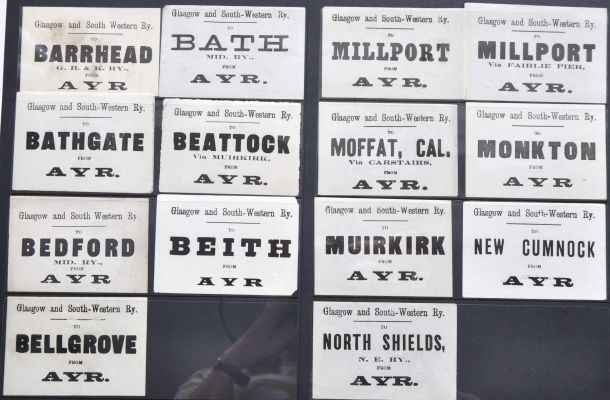 Glasgow and South-Western Ry.
TO
BARRHEAD
G. B. & K. RY.,
FROM
AYR
Glasgow and South-Western Ry.
TO
BATH
MID. RY.,
FROM
AYR.
Glasgow and South-Western Ry.
TO
MILLPORT
FROM
AYR.
Glasgow and South-Western Ry.
TO
MILLPORT
Via FAIRLIE PIER,
FROM
AYR.
Glasgow and South-Western Ry.
TO
BATHGATE
FROM
AYR.
Glasgow and South-Western Ry.
TO
BEATTOCK
Via MUIRKIRK,
FROM
AYR.
Glasgow and South-Western Ry.
TO
MOFFAT, CAL.
Via CARSTAIRS,
FROM
AYR.
Glasgow and South-Western Ry.
TO
MONKTON
FROM
AYR.
Glasgow and South-Western Ry.
TO
BEDFORD
MID. RY.,
FROM
AYR.
Glasgow and South-Western Ry.
TO
BEITH
FROM
AYR
Glasgow and South-Western Ry.
TO
MUIRKIRK
FROM
AYR.
Glasgow and South-Western Ry.
TO
NEW CUMNOCK
FROM
AYR
Glasgow and South-Western Ry.
TO
BELLGROVE
FROM
AYR.
Glasgow and South-Western Ry.
TO
NORTH SHIELDS,
N. E. RY.,
FROM
AYR.